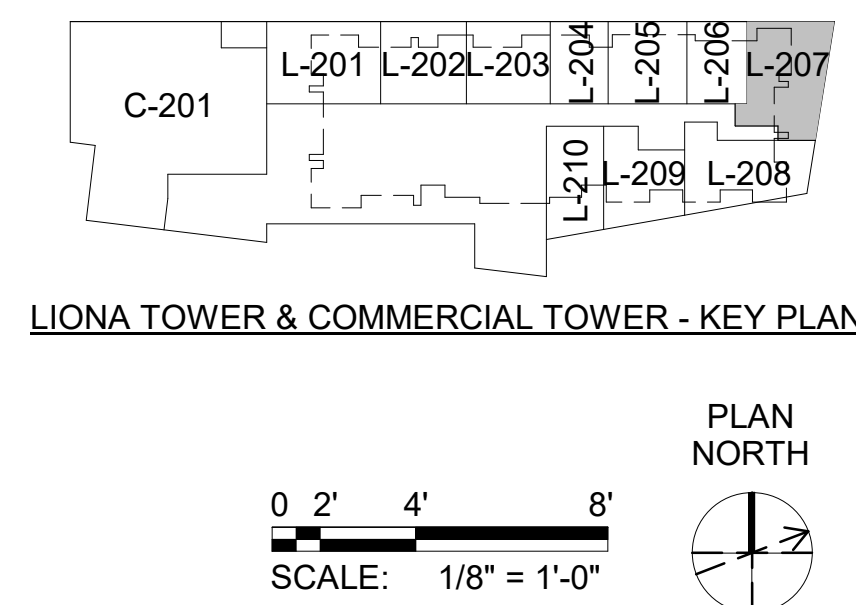 C-201
L-201
L-202
L-203
L-204
L-205
L-206
L-207
L-210
L-209
L-208
LIONA TOWER & COMMERCIAL TOWER - KEY PLAN
PLAN
NORTH
0 2' 4' 8'
SCALE: 1/8" = 1'-0"